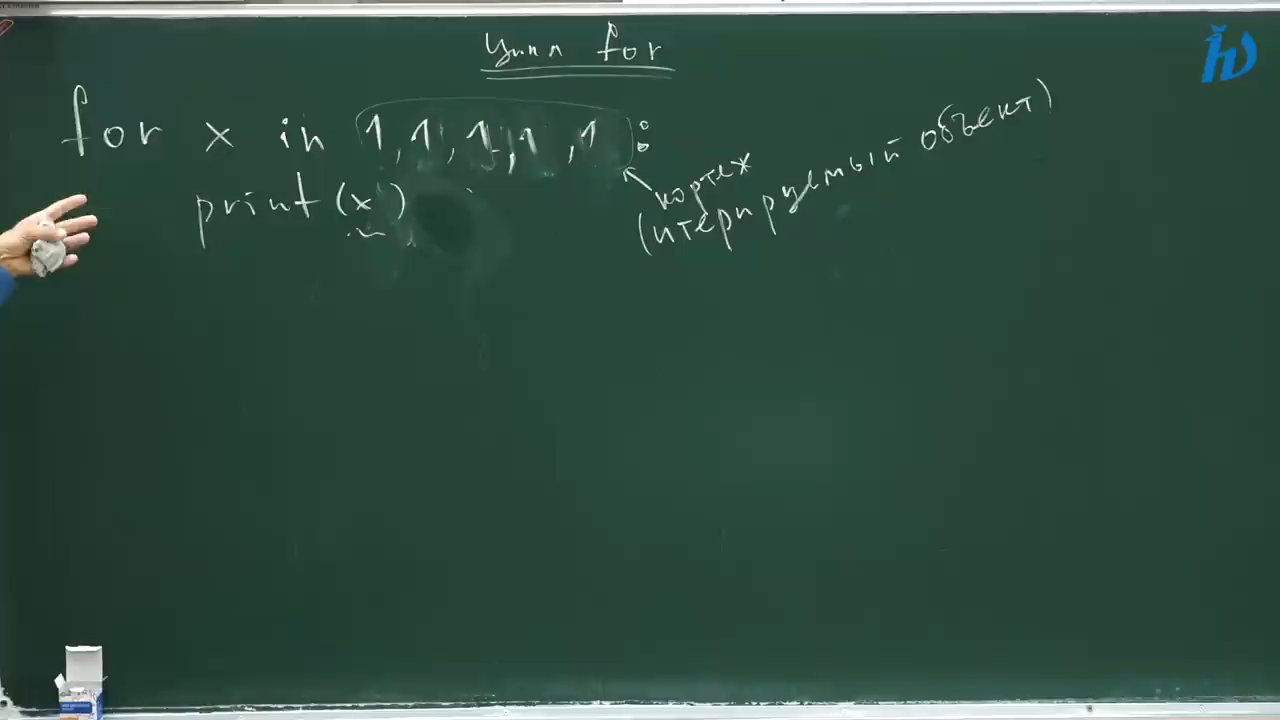 Цикл for
for x in 1,1,1,1,1:
print(x)
кортеж
(итерируемый объект)